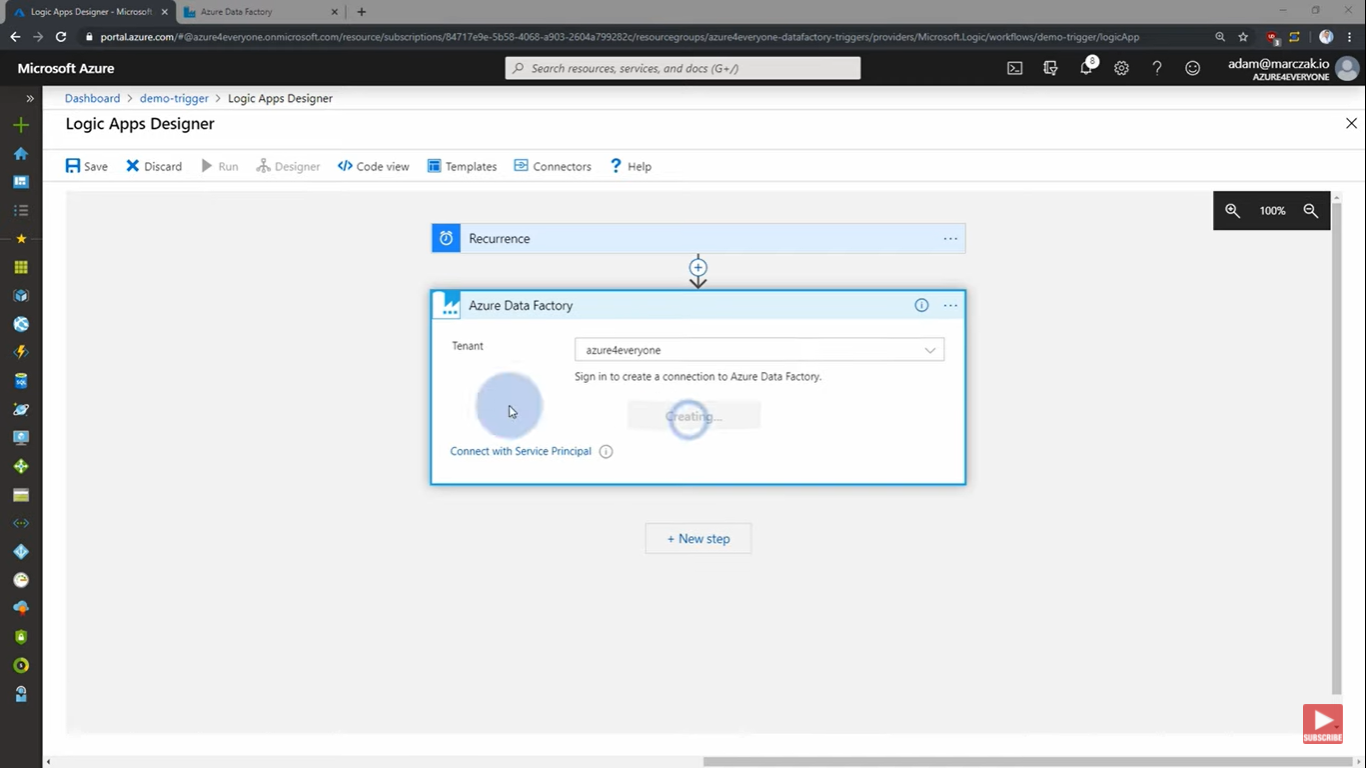 Logic Apps Designer - Microsoft
Azure Data Factory
portal.azure.com/#@azure4everyone.onmicrosoft.com/resource/subscriptions/84717e9e-5b58-4068-a903-2604a799282c/resourcegroups/azure4everyone-datafactory-triggers/providers/Microsoft.Logic/workflows/demo-trigger/logicApp
3
Microsoft Azure
Search resources, services, and docs (G+/)
8
adam@marczak.io
AZURE4EVERYONE
Dashboard > demo-trigger > Logic Apps Designer
Logic Apps Designer
Save Discard Run Designer Code view Templates Connectors Help
100%
Recurrence
Azure Data Factory
Tenant
azure4everyone
Sign in to create a connection to Azure Data Factory.
Creating...
Connect with Service Principal
+ New step
SQL
SUBSCRIBE